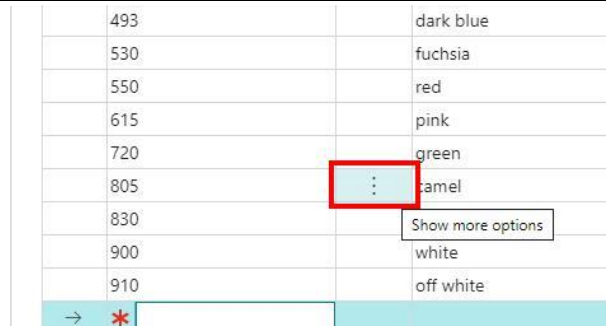 493 dark blue
530 fuchsia
550 red
615 pink
720 green
805 camel
830
Show more options
900 white
910 off white